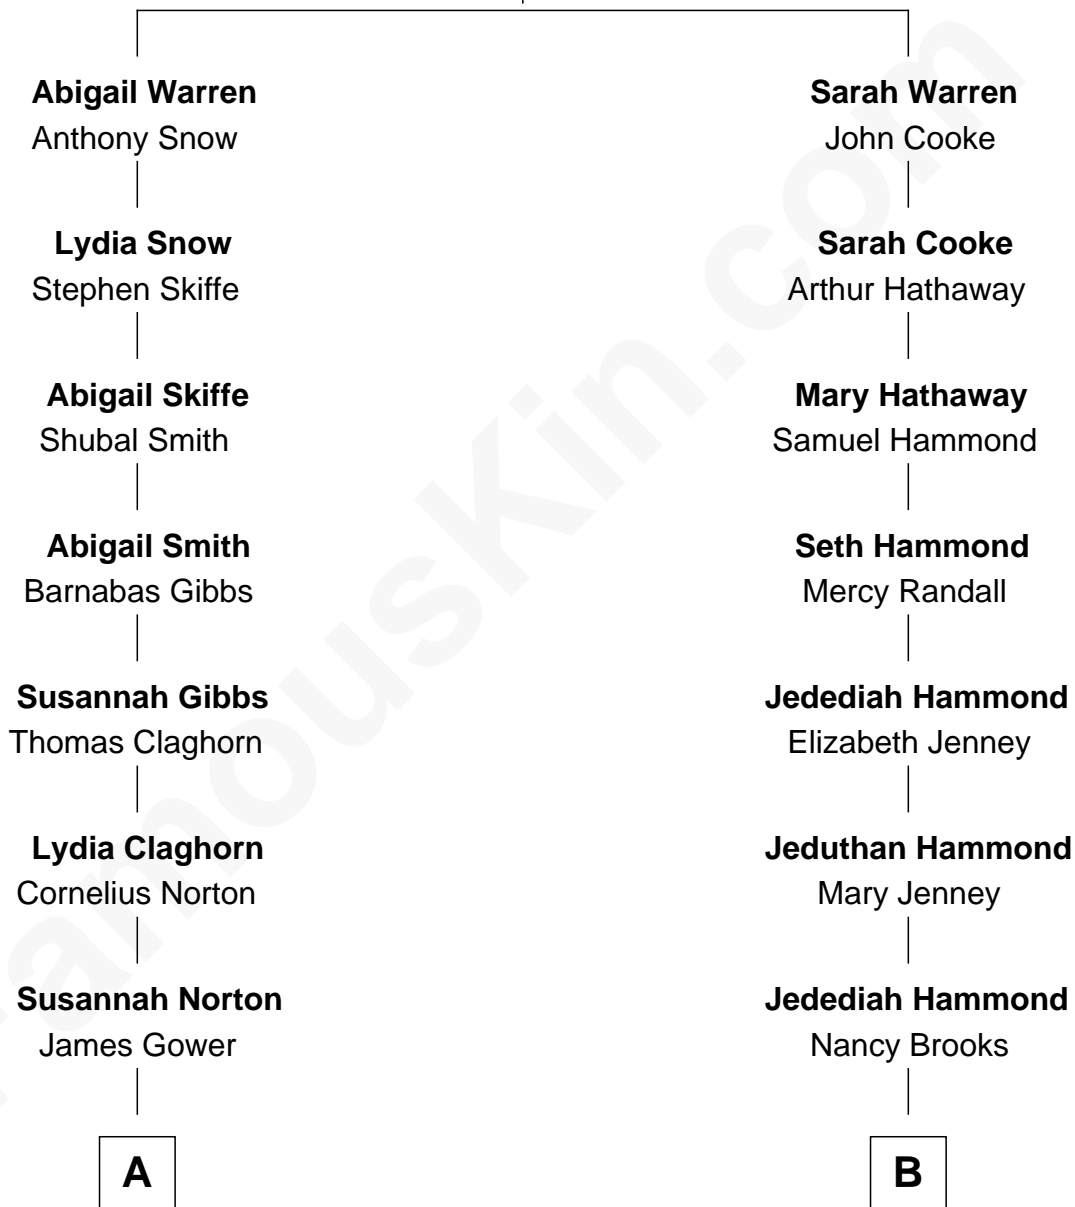 Abigail Warren
Anthony Snow
Sarah Warren
John Cooke
Lydia Snow
Stephen Skiffe
Sarah Cooke
Arthur Hathaway
Abigail Skiffe
Shubal Smith
Mary Hathaway
Samuel Hammond
Abigail Smith
Barnabas Gibbs
Seth Hammond
Mercy Randall
Susannah Gibbs
Thomas Claghorn
Jedediah Hammond
Elizabeth Jenney
Lydia Claghorn
Cornelius Norton
Jeduthan Hammond
Mary Jenney
Susannah Norton
James Gower
Jedediah Hammond
Nancy Brooks
A
B
FamousKin.com